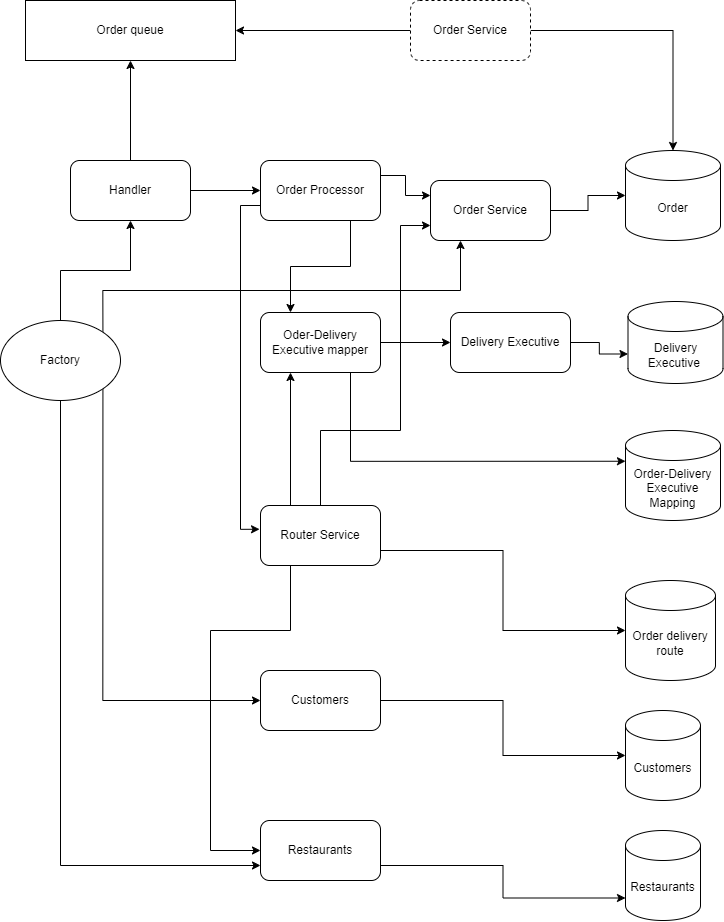 Order queue
Order Service
Handler
Order Processor
Order Service
Order
Factory
Oder-Delivery
Executive mapper
Delivery Executive
Delivery
Executive
Order-Delivery
Executive
Mapping
Router Service
Order delivery
route
Customers
Customers
Restaurants
Restaurants